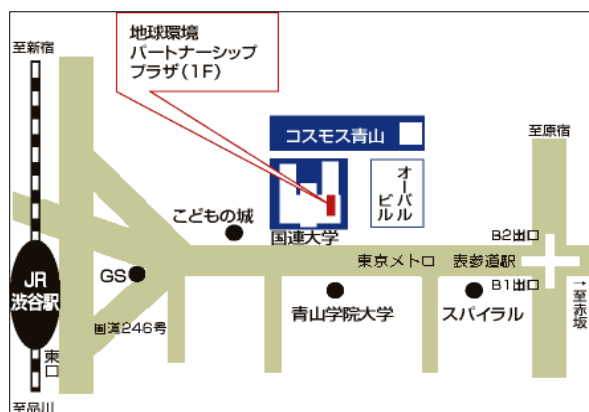 至新宿
地球環境
パートナーシップ
プラザ(1F)
コスモス青山
至原宿
オーバル
ビル
こどもの城
国連大学
B2出口
東京メトロ 表参道駅
JR
渋谷駅
GS
B1出口
青山学院大学
スパイラル
→至赤坂
国道246号
東口
至品川